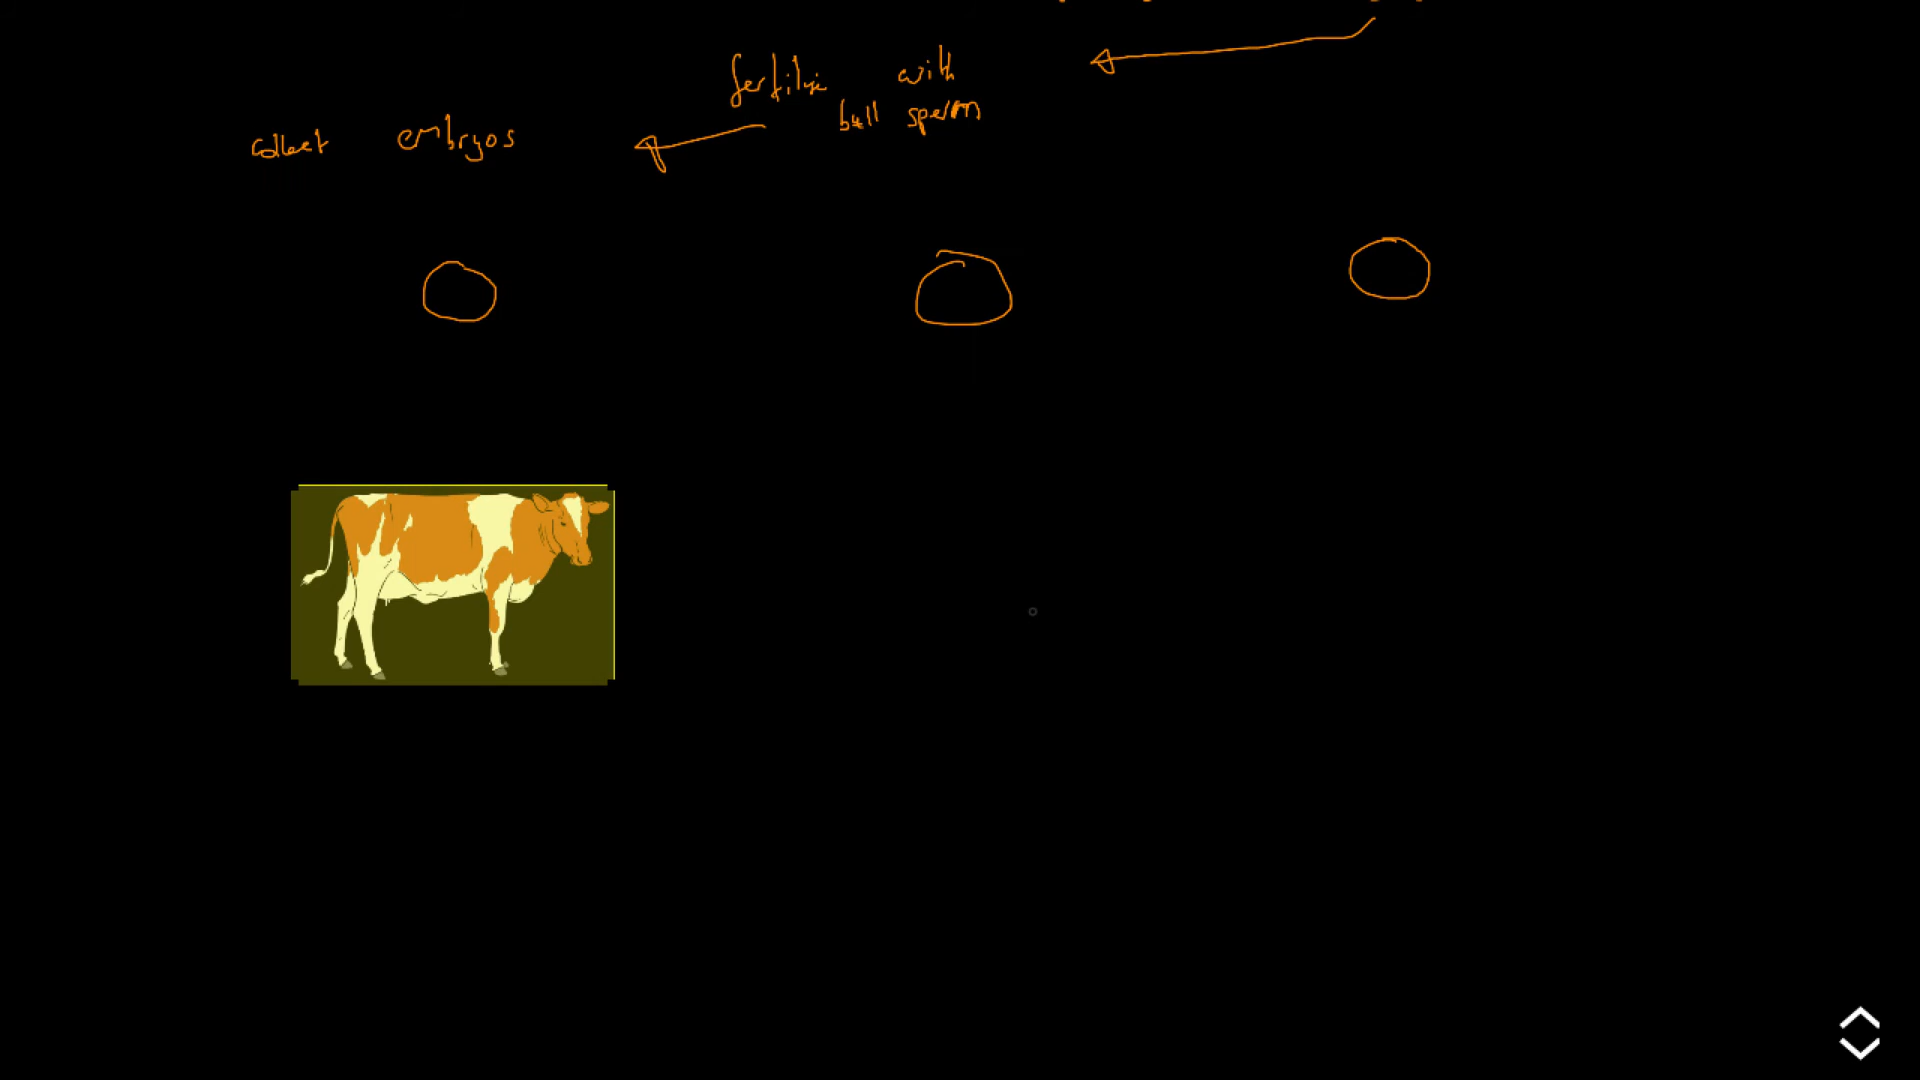 fertilize with
bull sperm
collect embryos